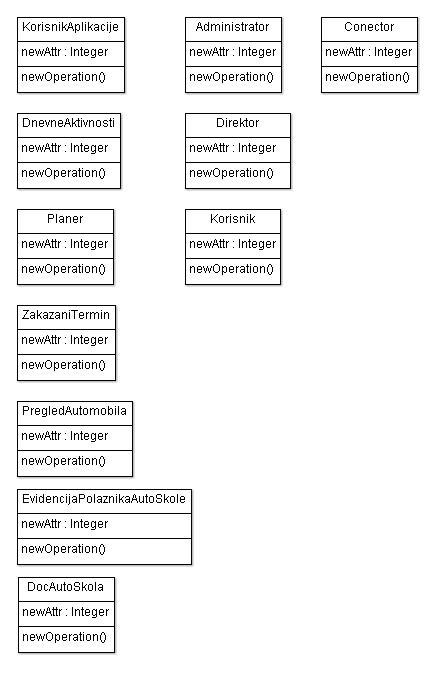 KorisnikAplikacije
newAttr : Integer
newOperation()
Administrator
newAttr : Integer
newOperation()
Conector
newAttr : Integer
newOperation()
DnevneAktivnosti
newAttr : Integer
newOperation()
Direktor
newAttr : Integer
newOperation()
Planer
newAttr : Integer
newOperation()
Korisnik
newAttr : Integer
newOperation()
ZakazaniTermin
newAttr : Integer
newOperation()
PregledAutomobila
newAttr : Integer
newOperation()
EvidencijaPolaznikaAutoSkole
newAttr : Integer
newOperation()
DocAutoSkola
newAttr : Integer
newOperation()